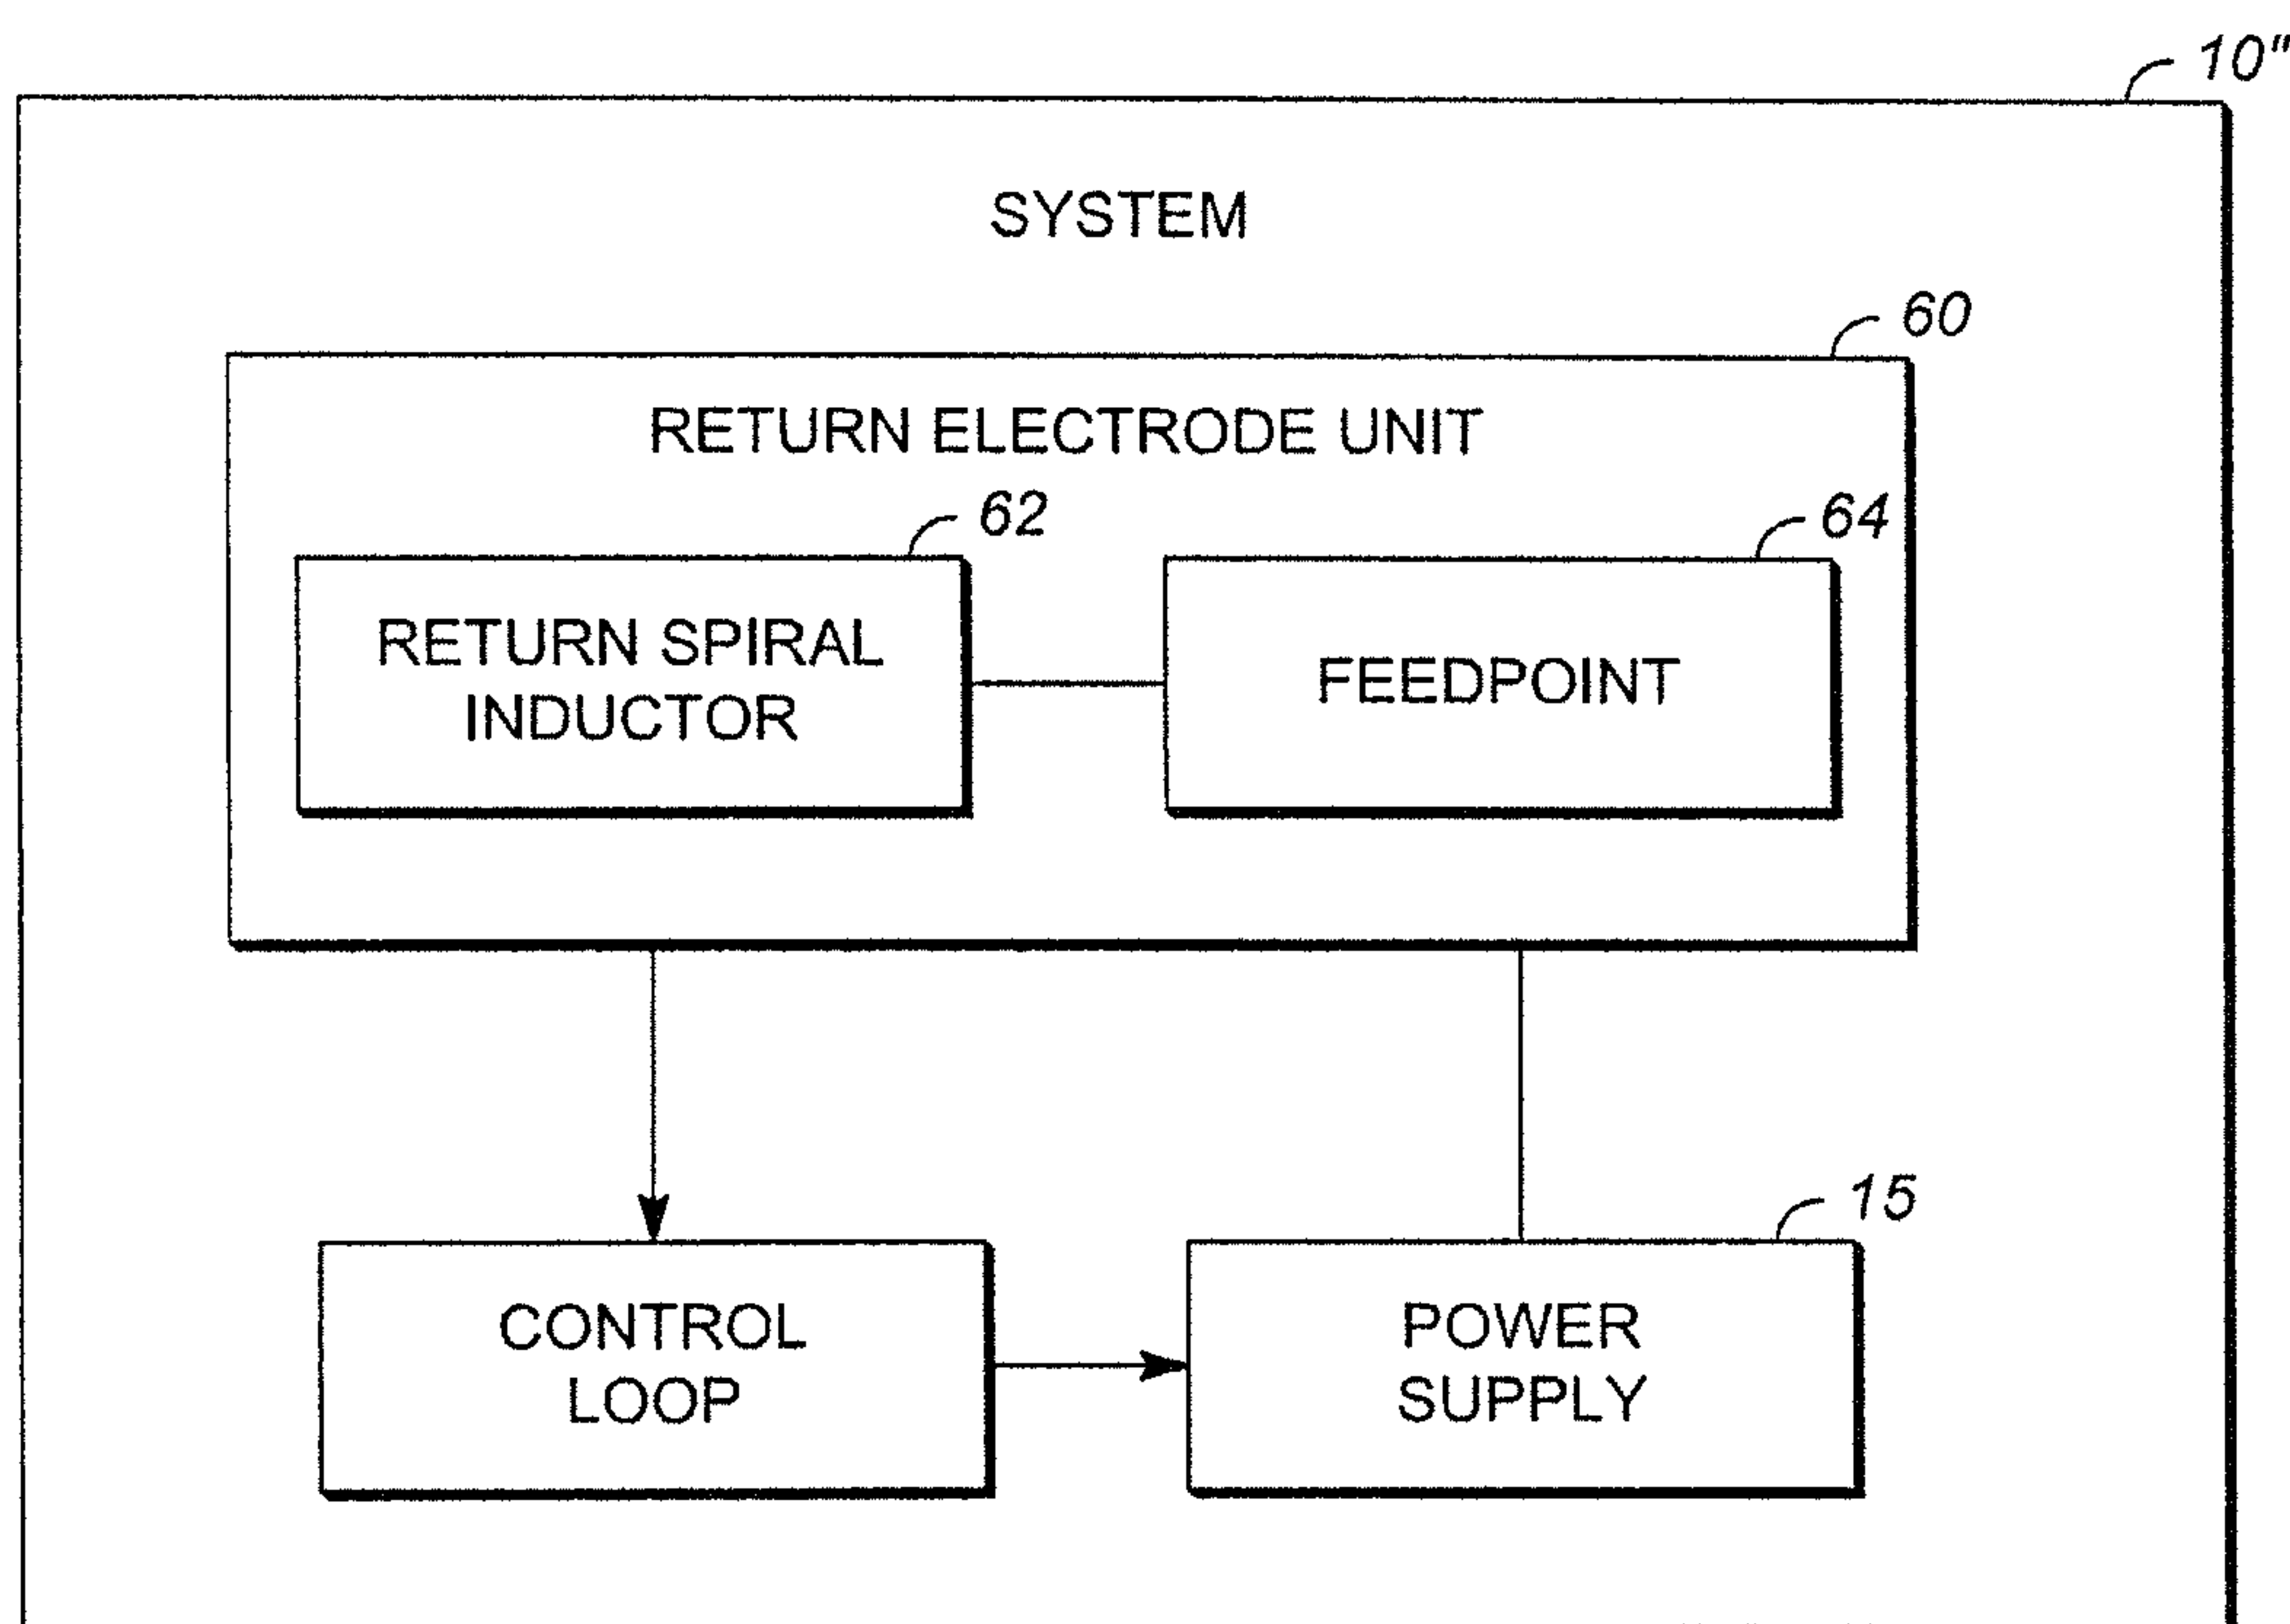 10"
SYSTEM
60
RETURN ELECTRODE UNIT
62
64
RETURN SPIRAL
INDUCTOR
FEEDPOINT
15
CONTROL
LOOP
POWER
SUPPLY